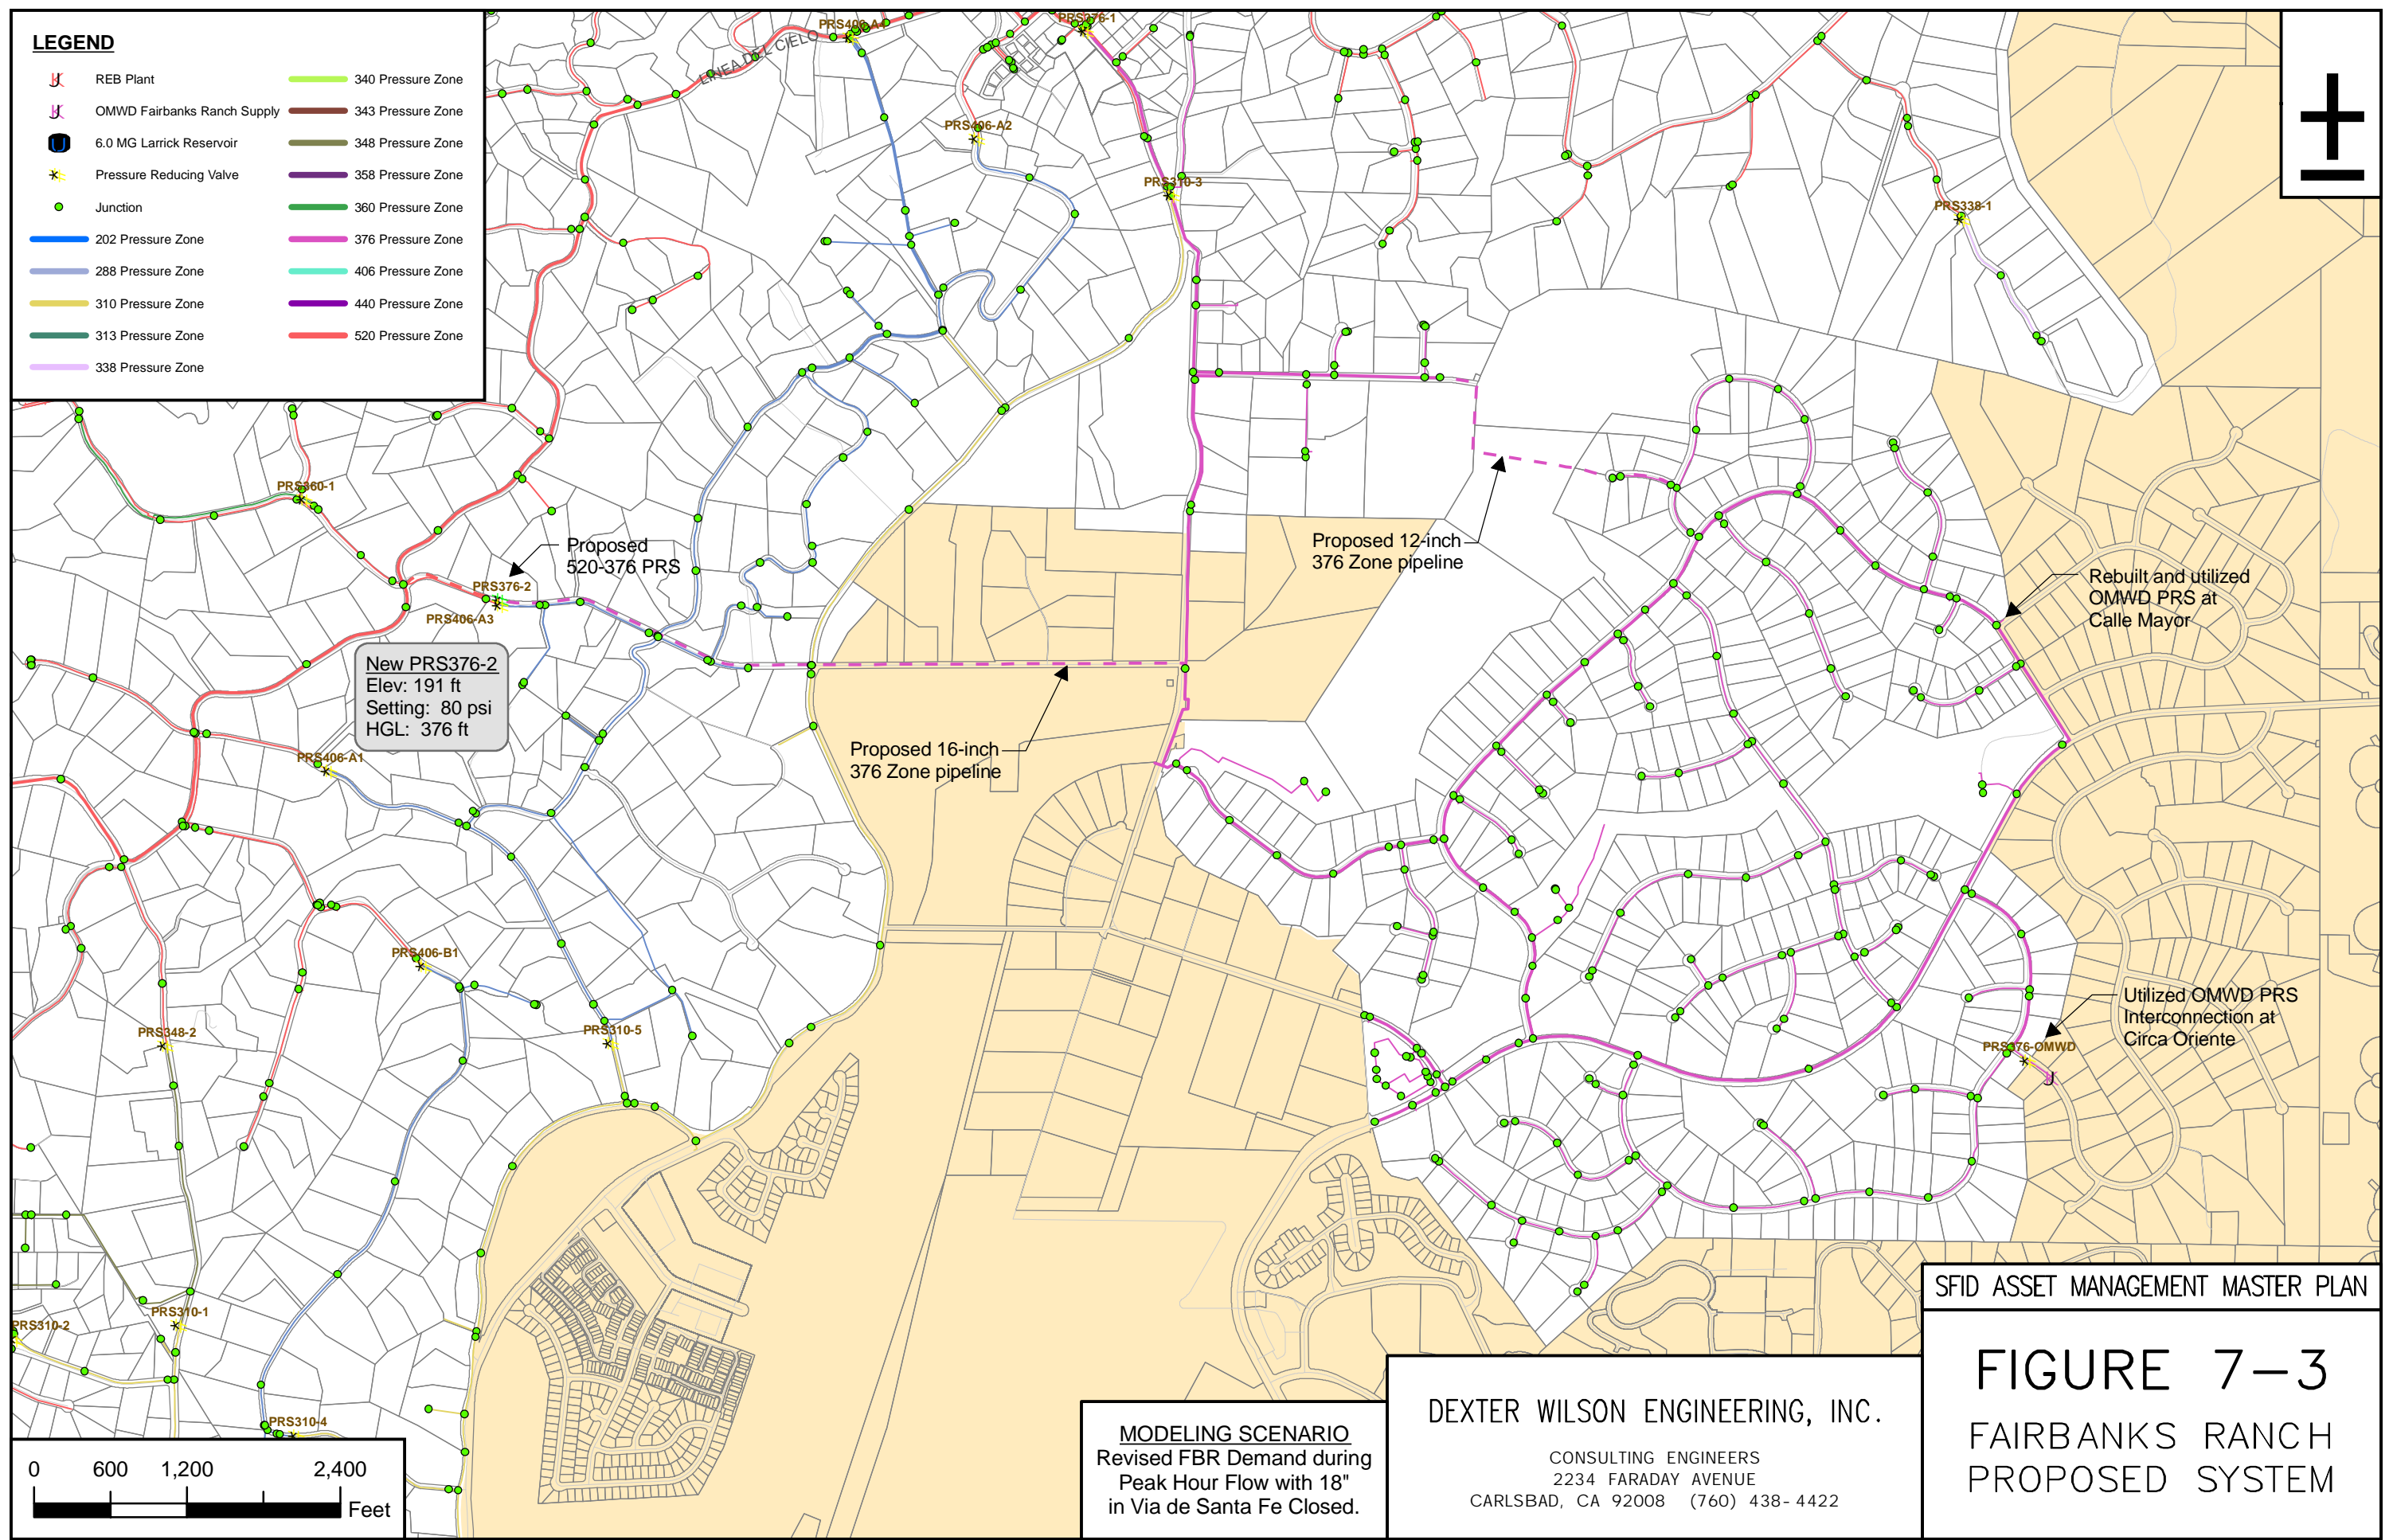 LEGEND
REB Plant
OMWD Fairbanks Ranch Supply
6.0 MG Larrick Reservoir
Pressure Reducing Valve
Junction
202 Pressure Zone
288 Pressure Zone
310 Pressure Zone
313 Pressure Zone
338 Pressure Zone
340 Pressure Zone
343 Pressure Zone
348 Pressure Zone
358 Pressure Zone
360 Pressure Zone
376 Pressure Zone
406 Pressure Zone
440 Pressure Zone
520 Pressure Zone
LINEA DEL CIELO
PRS406-A4
PRS376-1
PRS406-A2
PRS310-3
PRS338-1
PRS360-1
Proposed
520-376 PRS
PRS376-2
PRS406-A3
New PRS376-2
Elev: 191 ft
Setting: 80 psi
HGL: 376 ft
Proposed 12-inch
376 Zone pipeline
Rebuilt and utilized
OMWD PRS at
Calle Mayor
Proposed 16-inch
376 Zone pipeline
PRS406-A1
PRS406-B1
PRS348-2
PRS310-5
Utilized OMWD PRS
Interconnection at
Circa Oriente
PRS376-OMWD
PRS310-1
PRS310-2
PRS310-4
0 600 1,200 2,400
Feet
MODELING SCENARIO
Revised FBR Demand during
Peak Hour Flow with 18"
in Via de Santa Fe Closed.
DEXTER WILSON ENGINEERING, INC.
CONSULTING ENGINEERS
2234 FARADAY AVENUE
CARLSBAD, CA 92008 (760) 438-4422
SFID ASSET MANAGEMENT MASTER PLAN
FIGURE 7-3
FAIRBANKS RANCH
PROPOSED SYSTEM